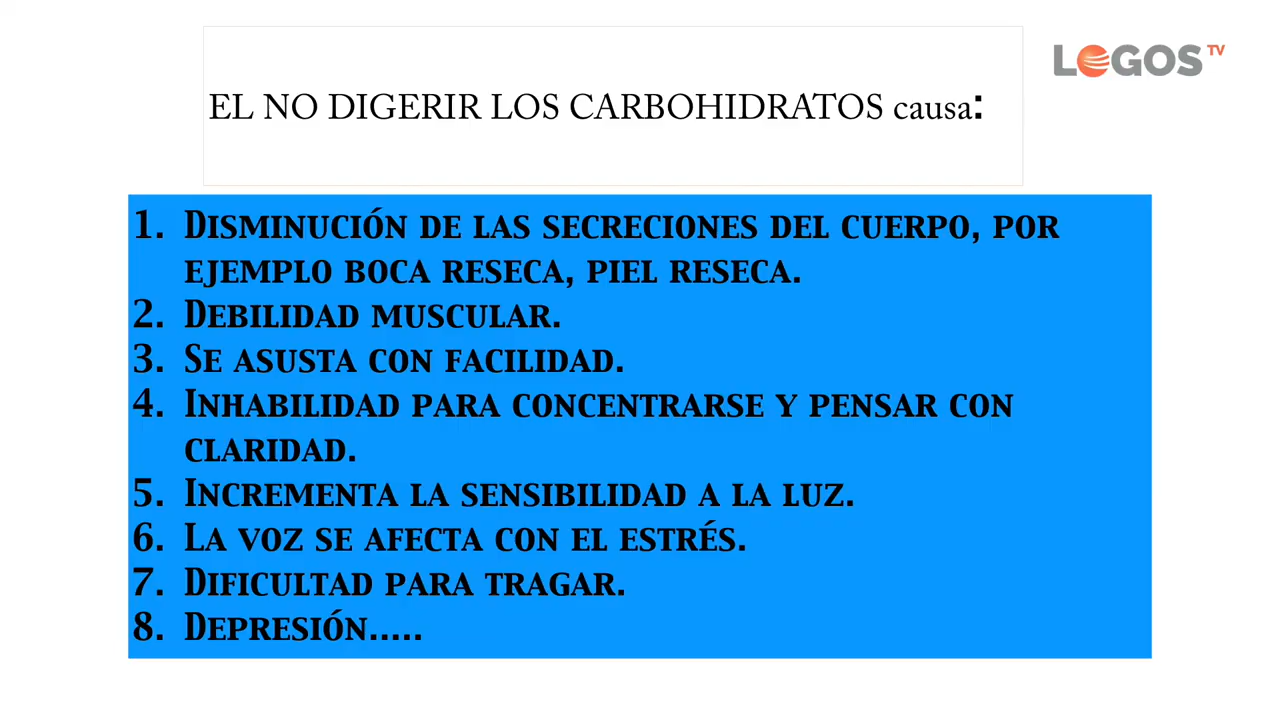 LOGOS TV
EL NO DIGERIR LOS CARBOHIDRATOS causa:
1. Disminución de las secreciones del cuerpo, por
ejemplo boca reseca, piel reseca.
2. Debilidad muscular.
3. Se asusta con facilidad.
4. Inhabilidad para concentrarse y pensar con
claridad.
5. Incrementa la sensibilidad a la luz.
6. La voz se afecta con el estrés.
7. Dificultad para tragar.
8. Depresión.....